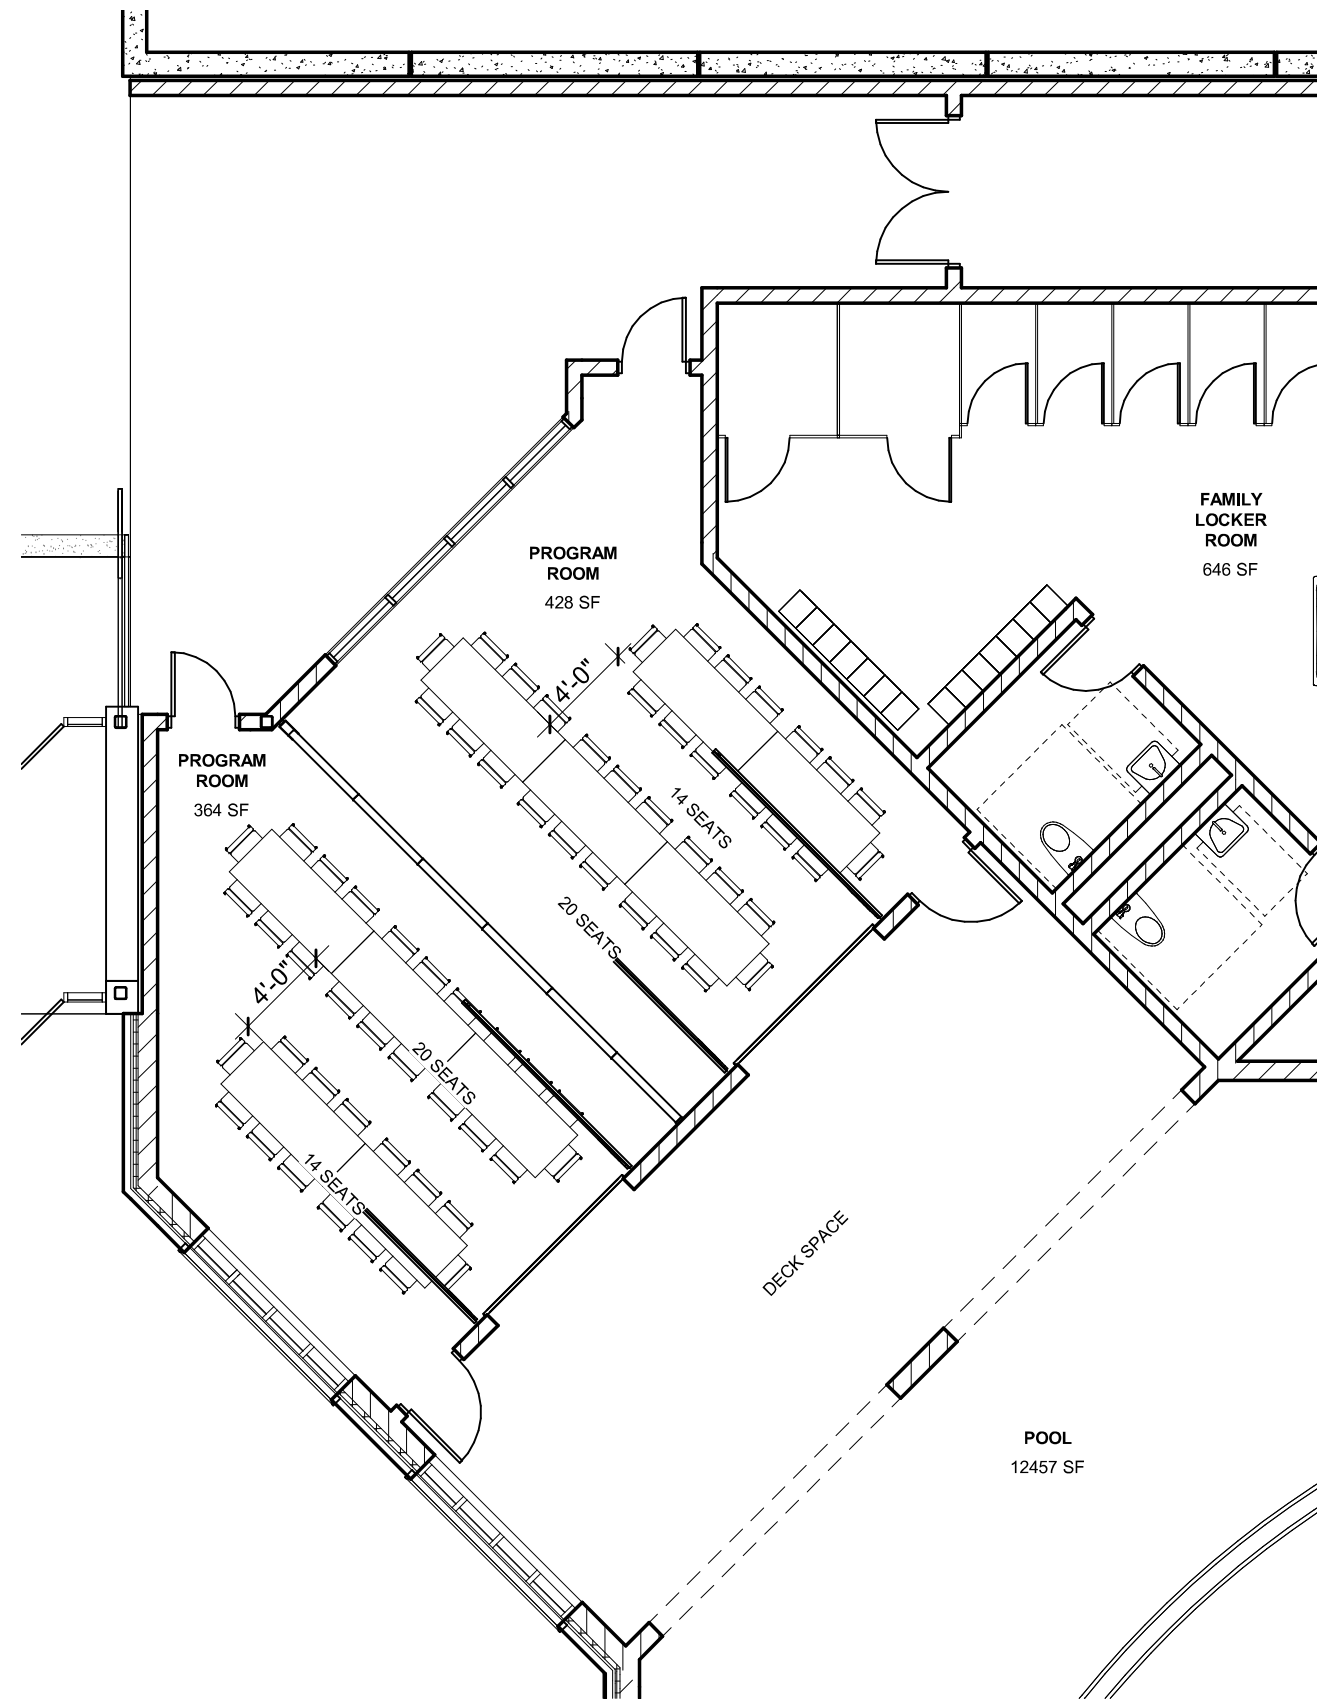 FAMILY
LOCKER
ROOM
646 SF
PROGRAM
ROOM
428 SF
4'-0"
14 SEATS
20 SEATS
PROGRAM
ROOM
364 SF
4'-0"
20 SEATS
14 SEATS
DECK SPACE
POOL
12457 SF